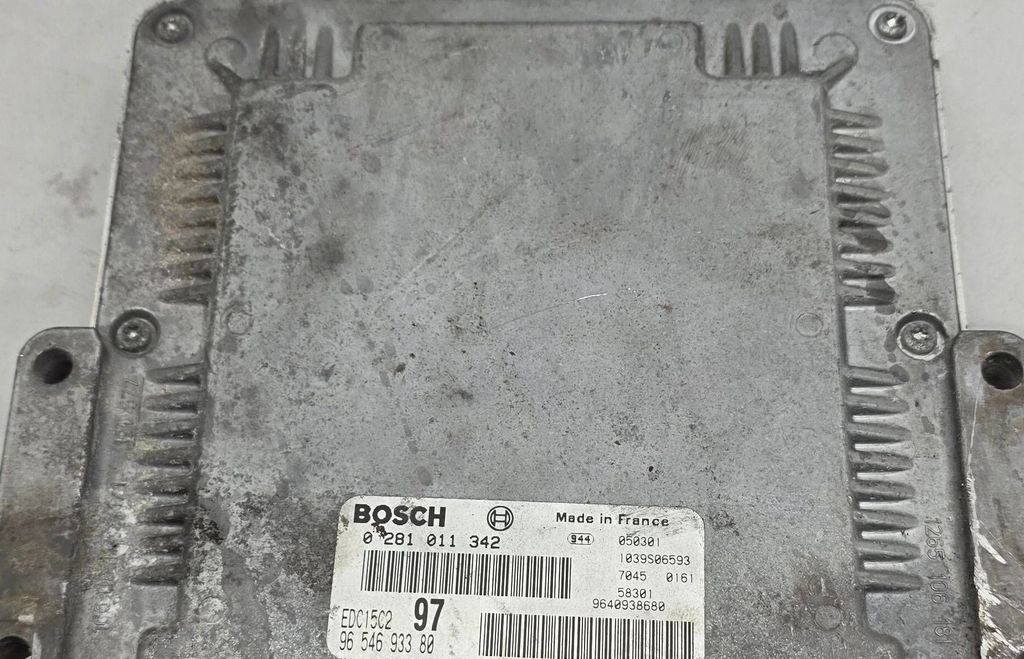 BOSCH Made in France
0 281 011 342 944 050301
1039S06593
7045 0161
58301
9640938680
EDC15C2 97
96 546 933 80